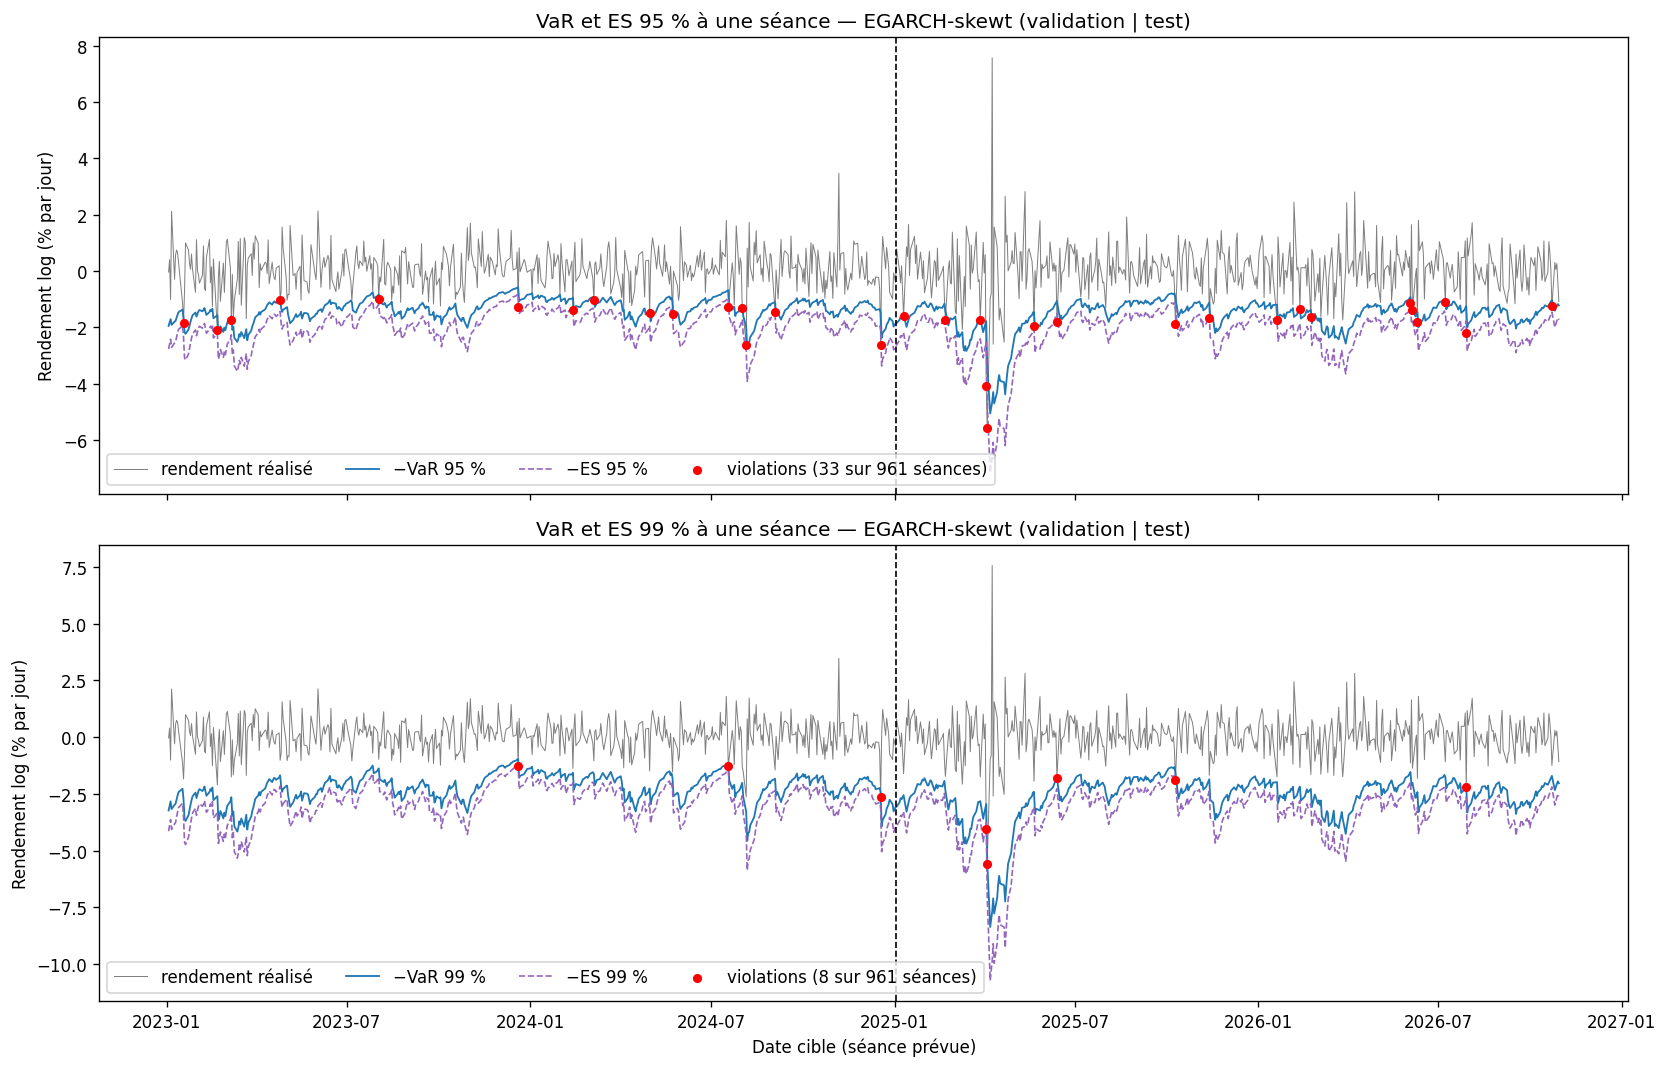 VaR et ES 95 % à une séance — EGARCH-skewt (validation | test)
Rendement log (% par jour)
8
6
4
2
0
−2
−4
−6
rendement réalisé
−VaR 95 %
−ES 95 %
violations (33 sur 961 séances)
VaR et ES 99 % à une séance — EGARCH-skewt (validation | test)
Rendement log (% par jour)
7.5
5.0
2.5
0.0
−2.5
−5.0
−7.5
−10.0
rendement réalisé
−VaR 99 %
−ES 99 %
violations (8 sur 961 séances)
2023-01
2023-07
2024-01
2024-07
2025-01
2025-07
2026-01
2026-07
2027-01
Date cible (séance prévue)